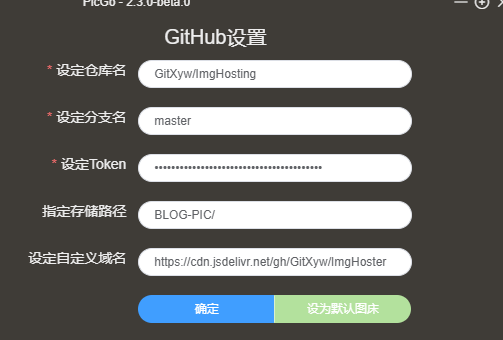 PicGo - 2.3.0-beta.0
GitHub设置
* 设定仓库名 GitXyw/ImgHosting
* 设定分支名 master
* 设定Token
指定存储路径 BLOG-PIC/
设定自定义域名 https://cdn.jsdelivr.net/gh/GitXyw/ImgHoster
确定 设为默认图床